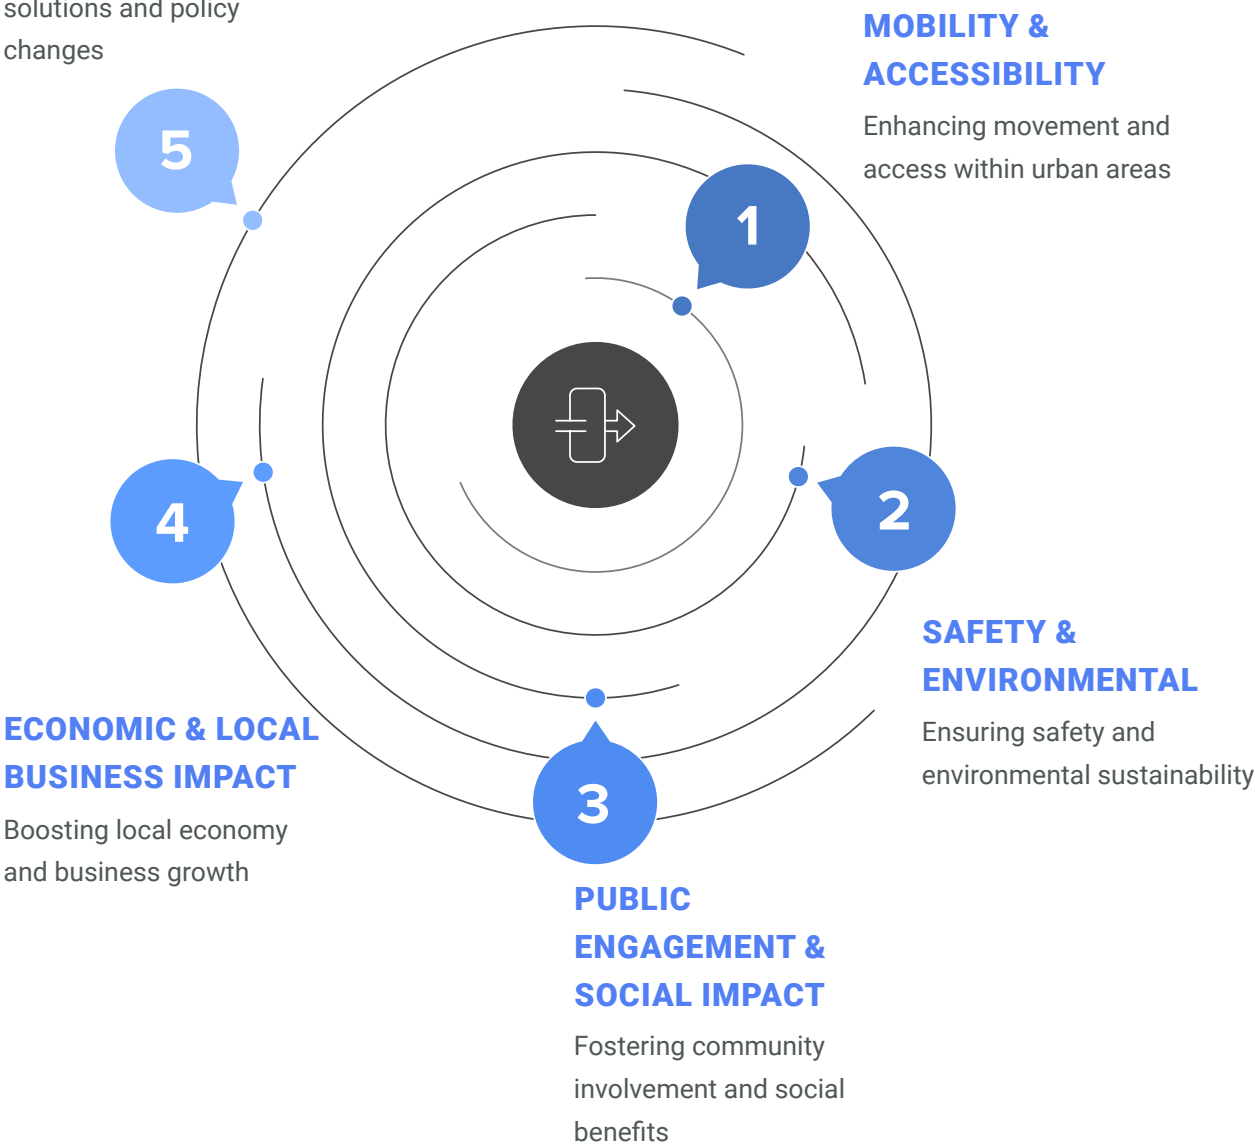 solutions and policy
changes
5
MOBILITY &
ACCESSIBILITY
Enhancing movement and
access within urban areas
1
2
SAFETY &
ENVIRONMENTAL
Ensuring safety and
environmental sustainability
3
PUBLIC
ENGAGEMENT &
SOCIAL IMPACT
Fostering community
involvement and social
benefits
4
ECONOMIC & LOCAL
BUSINESS IMPACT
Boosting local economy
and business growth